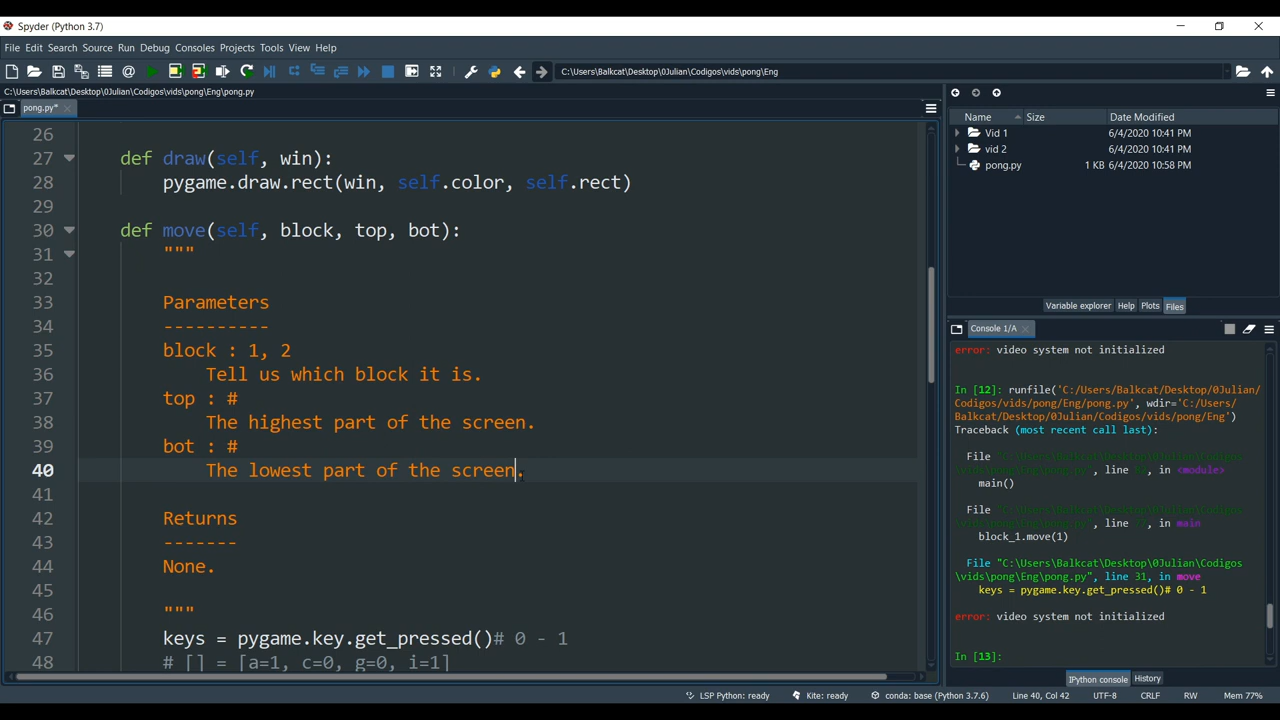 Spyder (Python 3.7)
File Edit Search Source Run Debug Consoles Projects Tools View Help
C:\Users\Balkcat\Desktop\0Julian\Codigos\vids\pong\Eng
C:\Users\Balkcat\Desktop\0Julian\Codigos\vids\pong\Eng\pong.py
pong.py*
26
27 def draw(self, win):
28 pygame.draw.rect(win, self.color, self.rect)
29
30 def move(self, block, top, bot):
31 """
32
33 Parameters
34 ----------
35 block : 1, 2
36 Tell us which block it is.
37 top : #
38 The highest part of the screen.
39 bot : #
40 The lowest part of the screen.
41
42 Returns
43 -------
44 None.
45
46 """
47 keys = pygame.key.get_pressed()# 0 - 1
48 # [] = [a=1, c=0, g=0, i=1]
Name Size Date Modified
Vid 1 6/4/2020 10:41 PM
vid 2 6/4/2020 10:41 PM
pong.py 1 KB 6/4/2020 10:58 PM
Variable explorer Help Plots Files
Console 1/A
error: video system not initialized
In [12]: runfile('C:/Users/Balkcat/Desktop/0Julian/
Codigos/vids/pong/Eng/pong.py', wdir='C:/Users/
Balkcat/Desktop/0Julian/Codigos/vids/pong/Eng')
Traceback (most recent call last):
File
, in <module>
main()
File
, in main
block_1.move(1)
File "C:\Users\Balkcat\Desktop\0Julian\Codigos
\vids\pong\Eng\pong.py", line 31, in move
keys = pygame.key.get_pressed()# 0 - 1
error: video system not initialized
In [13]:
IPython console History
LSP Python: ready Kite: ready conda: base (Python 3.7.6) Line 40, Col 42 UTF-8 CRLF RW Mem 77%